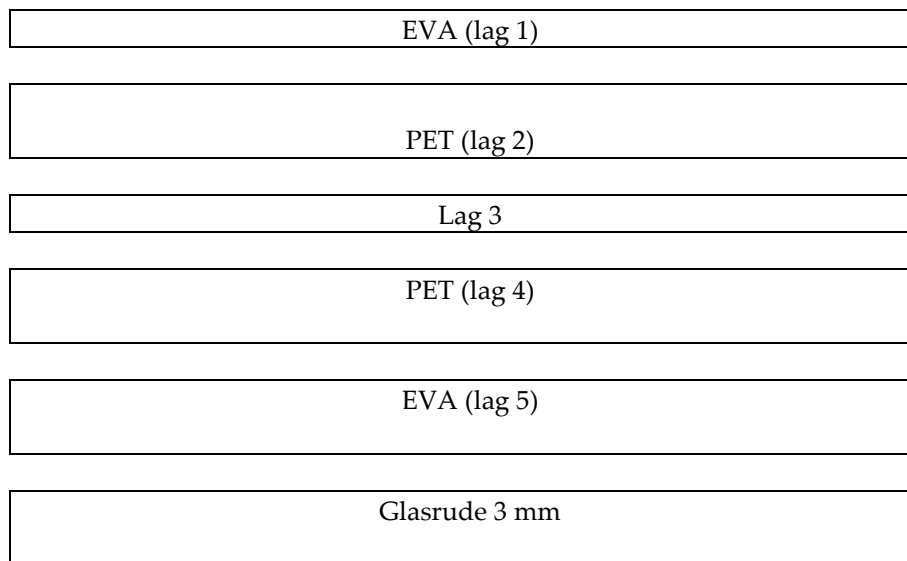 EVA (lag 1)
PET (lag 2)
Lag 3
PET (lag 4)
EVA (lag 5)
Glasrude 3 mm